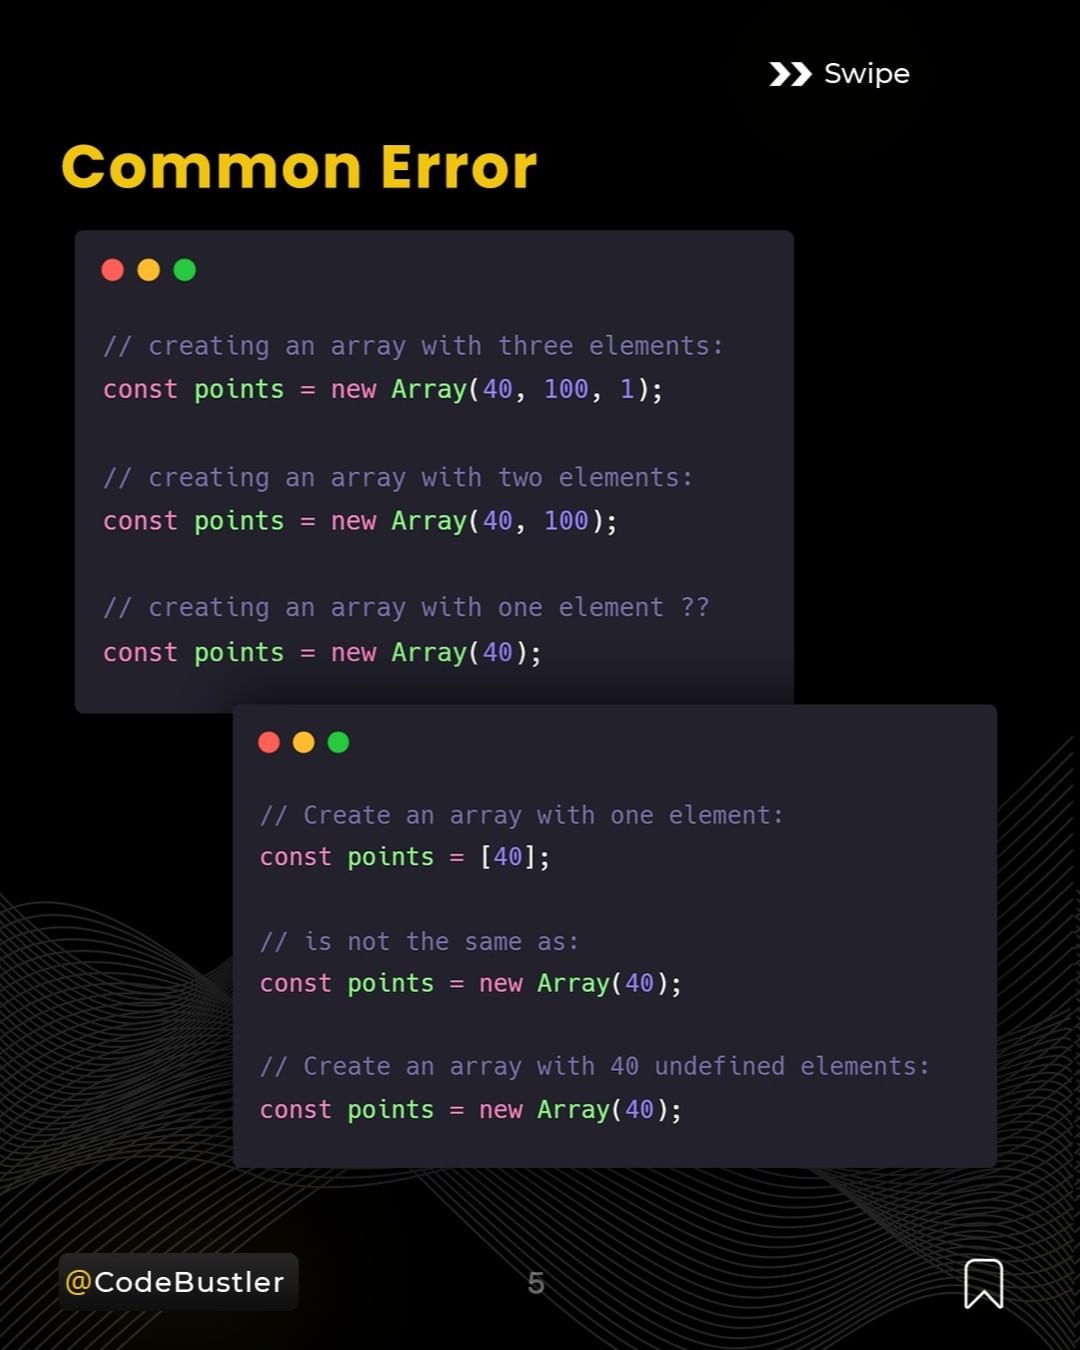 Swipe
Common Error
// creating an array with three elements:
const points = new Array(40, 100, 1);
// creating an array with two elements:
const points = new Array(40, 100);
// creating an array with one element ??
const points = new Array(40);
// Create an array with one element:
const points = [40];
// is not the same as:
const points = new Array(40);
// Create an array with 40 undefined elements:
const points = new Array(40);
@CodeBustler
5